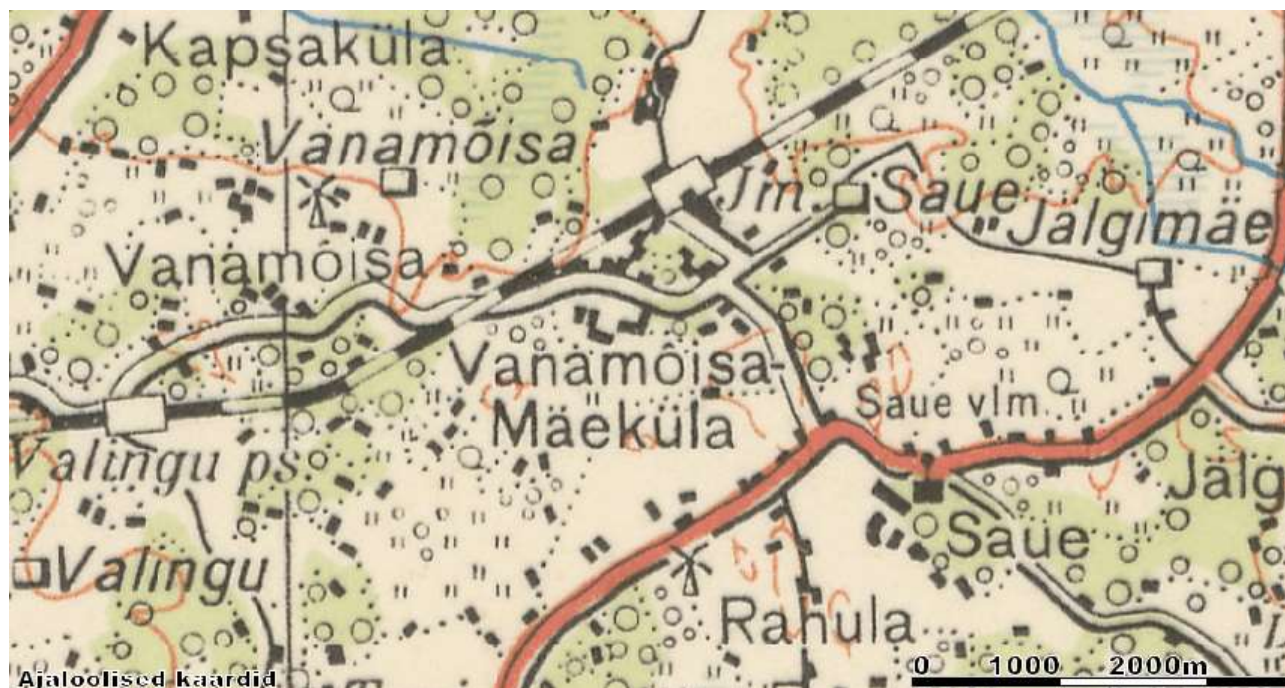 Kapsaküla
Vanamõisa
Jm.
Saue
Jälgimäe
Vanamõisa
Vanamõisa-
Mäeküla
Saue vlm.
Valingu ps
Jälg
Valingu
Saue
Rahula
0 1000 2000m
Ajaloolised kaardid